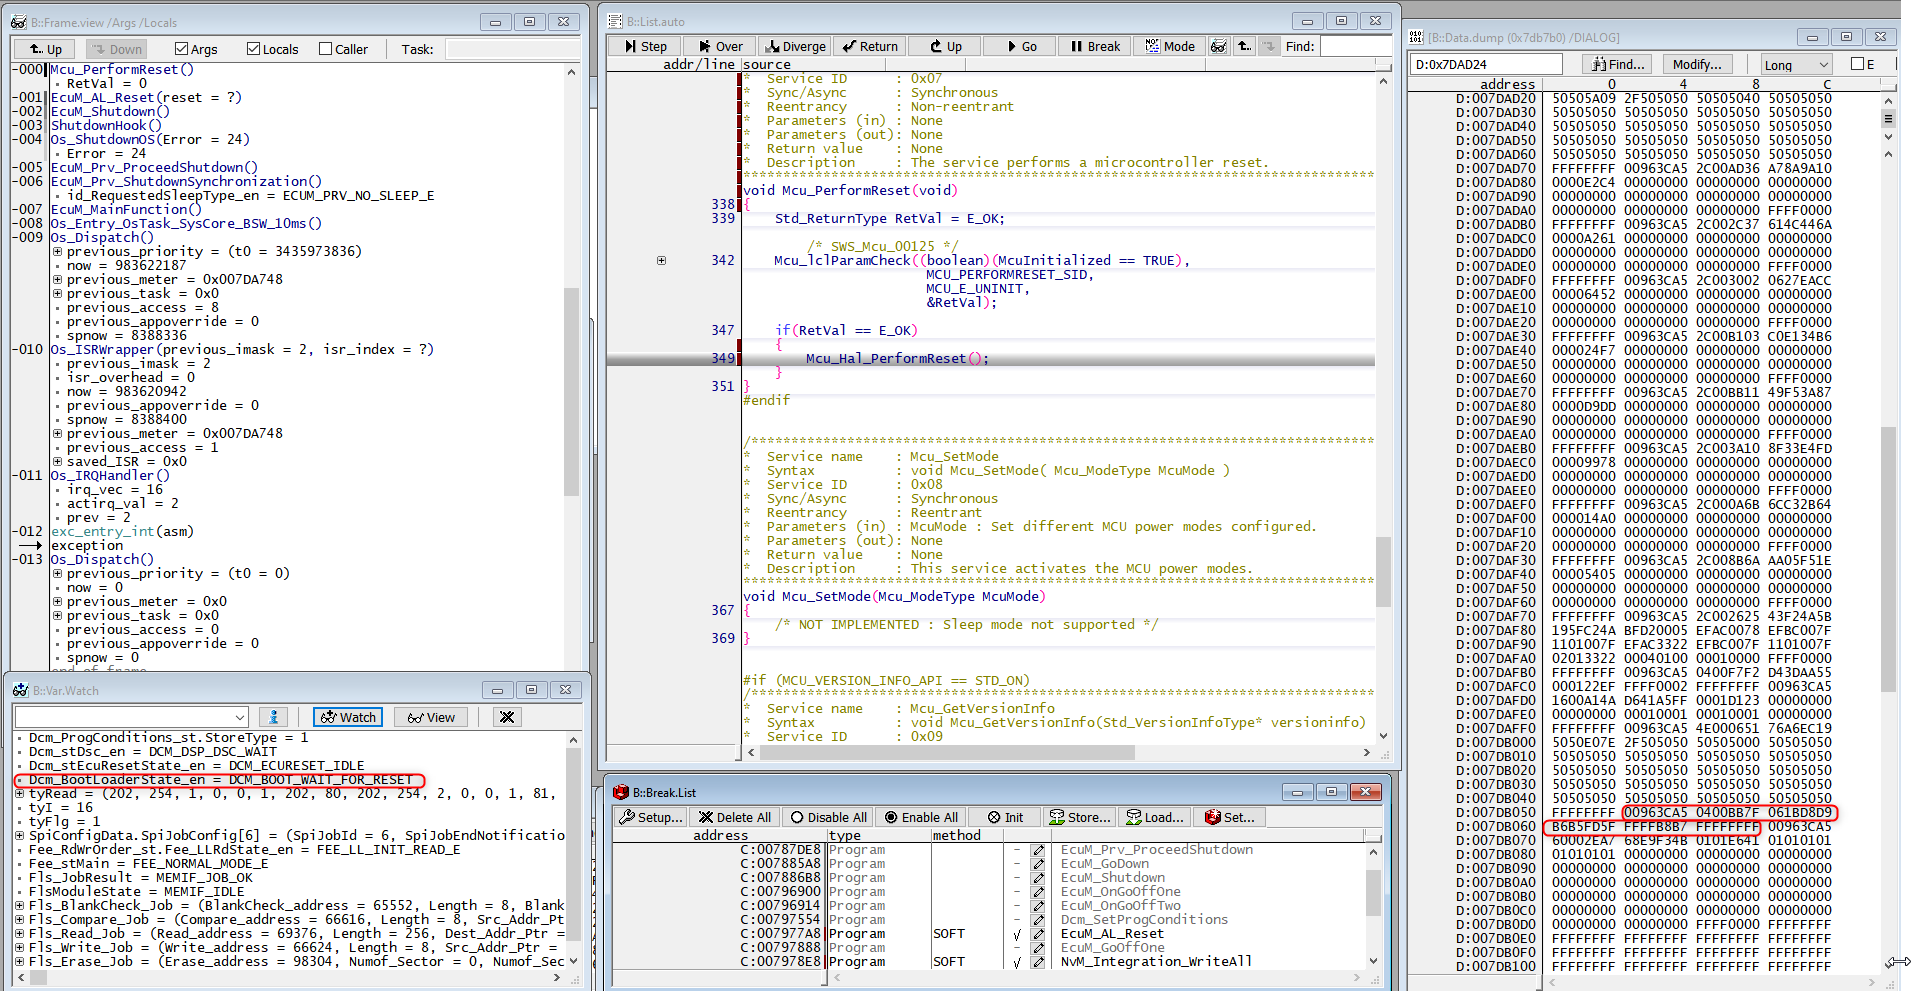 B::Frame.view /Args /Locals
Up Down Args Locals Caller Task:
-000 Mcu_PerformReset()
RetVal = 0
-001 EcuM_AL_Reset(reset = ?)
-002 EcuM_Shutdown()
-003 ShutdownHook()
-004 Os_ShutdownOS(Error = 24)
Error = 24
-005 EcuM_Prv_ProceedShutdown()
-006 EcuM_Prv_ShutdownSynchronization()
id_RequestedSleepType_en = ECUM_PRV_NO_SLEEP_E
-007 EcuM_MainFunction()
-008 Os_Entry_OsTask_SysCore_BSW_10ms()
-009 Os_Dispatch()
previous_priority = (t0 = 3435973836)
now = 983622187
previous_meter = 0x007DA748
previous_task = 0x0
previous_access = 8
previous_appoverride = 0
spnow = 8388336
-010 Os_ISRWrapper(previous_imask = 2, isr_index = ?)
previous_imask = 2
isr_overhead = 0
now = 983620942
previous_appoverride = 0
spnow = 8388400
previous_meter = 0x007DA748
previous_access = 1
saved_ISR = 0x0
-011 Os_IRQHandler()
irq_vec = 16
actirq_val = 2
prev = 2
-012 exc_entry_int(asm)
exception
-013 Os_Dispatch()
previous_priority = (t0 = 0)
now = 0
previous_meter = 0x0
previous_task = 0x0
previous_access = 0
previous_appoverride = 0
spnow = 0
end of frame
B::Var.Watch
Watch View
Dcm_ProgConditions_st.StoreType = 1
Dcm_stDsc_en = DCM_DSP_DSC_WAIT
Dcm_stEcuResetState_en = DCM_ECURESET_IDLE
Dcm_BootLoaderState_en = DCM_BOOT_WAIT_FOR_RESET
tyRead = (202, 254, 1, 0, 0, 1, 202, 80, 202, 254, 2, 0, 0, 1, 81,
tyI = 16
tyFlg = 1
SpiConfigData.SpiJobConfig[6] = (SpiJobId = 6, SpiJobEndNotificatio
Fee_RdWrOrder_st.Fee_LLRdState_en = FEE_LL_INIT_READ_E
Fee_stMain = FEE_NORMAL_MODE_E
Fls_JobResult = MEMIF_JOB_OK
FlsModuleState = MEMIF_IDLE
Fls_BlankCheck_Job = (BlankCheck_address = 65552, Length = 8, Blank
Fls_Compare_Job = (Compare_address = 66616, Length = 8, Src_Addr_Pt
Fls_Read_Job = (Read_address = 69376, Length = 256, Dest_Addr_Ptr =
Fls_Write_Job = (Write_address = 66624, Length = 8, Src_Addr_Ptr =
Fls_Erase_Job = (Erase_address = 98304, Numof_Sector = 0, Numof_Sec
B::List.auto
Step Over Diverge Return Up Go Break Mode Find:
addr/line source
* Service ID : 0x07
* Sync/Async : Synchronous
* Reentrancy : Non-reentrant
* Parameters (in) : None
* Parameters (out): None
* Return value : None
* Description : The service performs a microcontroller reset.
*******************************************************************************
void Mcu_PerformReset(void)
338 {
339 Std_ReturnType RetVal = E_OK;
/* SWS_Mcu_00125 */
342 Mcu_lclParamCheck((boolean)(McuInitialized == TRUE),
MCU_PERFORMRESET_SID,
MCU_E_UNINIT,
&RetVal);
347 if(RetVal == E_OK)
{
349 Mcu_Hal_PerformReset();
}
351 }
#endif
/******************************************************************************
* Service name : Mcu_SetMode
* Syntax : void Mcu_SetMode( Mcu_ModeType McuMode )
* Service ID : 0x08
* Sync/Async : Synchronous
* Reentrancy : Reentrant
* Parameters (in) : McuMode : Set different MCU power modes configured.
* Parameters (out): None
* Return value : None
* Description : This service activates the MCU power modes.
*******************************************************************************
void Mcu_SetMode(Mcu_ModeType McuMode)
367 {
/* NOT IMPLEMENTED : Sleep mode not supported */
369 }
#if (MCU_VERSION_INFO_API == STD_ON)
/******************************************************************************
* Service name : Mcu_GetVersionInfo
* Syntax : void Mcu_GetVersionInfo(Std_VersionInfoType* versioninfo)
* Service ID : 0x09
B::Break.List
Setup... Delete All Disable All Enable All Init Store... Load... Set...
address type method
C:00787DE8 Program EcuM_Prv_ProceedShutdown
C:007885A8 Program EcuM_GoDown
C:007886B8 Program EcuM_Shutdown
C:00796900 Program EcuM_OnGoOffOne
C:00796914 Program EcuM_OnGoOffTwo
C:00797554 Program Dcm_SetProgConditions
C:007977A8 Program SOFT √ EcuM_AL_Reset
C:00797888 Program EcuM_GoOffOne
C:007978E8 Program SOFT √ NvM_Integration_WriteAll
[B::Data.dump (0x7db7b0) /DIALOG]
D:0x7DAD24 Find... Modify... Long E
address 0 4 8 C
D:007DAD20 50505A09 2F505050 50505040 50505050
D:007DAD30 50505050 50505050 50505050 50505050
D:007DAD40 50505050 50505050 50505050 50505050
D:007DAD50 50505050 50505050 50505050 50505050
D:007DAD60 50505050 50505050 50505050 50505050
D:007DAD70 FFFFFFFF 00963CA5 2C00AD36 A78A9A10
D:007DAD80 0000E2C4 00000000 00000000 00000000
D:007DAD90 00000000 00000000 00000000 00000000
D:007DADA0 00000000 00000000 00000000 FFFF0000
D:007DADB0 FFFFFFFF 00963CA5 2C002C37 614C446A
D:007DADC0 0000A261 00000000 00000000 00000000
D:007DADD0 00000000 00000000 00000000 00000000
D:007DADE0 00000000 00000000 00000000 FFFF0000
D:007DADF0 FFFFFFFF 00963CA5 2C003002 0627EACC
D:007DAE00 00006452 00000000 00000000 00000000
D:007DAE10 00000000 00000000 00000000 00000000
D:007DAE20 00000000 00000000 00000000 FFFF0000
D:007DAE30 FFFFFFFF 00963CA5 2C00B103 C0E134B6
D:007DAE40 000024F7 00000000 00000000 00000000
D:007DAE50 00000000 00000000 00000000 00000000
D:007DAE60 00000000 00000000 00000000 FFFF0000
D:007DAE70 FFFFFFFF 00963CA5 2C00BB11 49F53A87
D:007DAE80 0000D9DD 00000000 00000000 00000000
D:007DAE90 00000000 00000000 00000000 00000000
D:007DAEA0 00000000 00000000 00000000 FFFF0000
D:007DAEB0 FFFFFFFF 00963CA5 2C003A10 8F33E4FD
D:007DAEC0 00009978 00000000 00000000 00000000
D:007DAED0 00000000 00000000 00000000 00000000
D:007DAEE0 00000000 00000000 00000000 FFFF0000
D:007DAEF0 FFFFFFFF 00963CA5 2C000A6B 6CC32B64
D:007DAF00 000014A0 00000000 00000000 00000000
D:007DAF10 00000000 00000000 00000000 00000000
D:007DAF20 00000000 00000000 00000000 FFFF0000
D:007DAF30 FFFFFFFF 00963CA5 2C008B6A AA05F51E
D:007DAF40 00005405 00000000 00000000 00000000
D:007DAF50 00000000 00000000 00000000 00000000
D:007DAF60 00000000 00000000 00000000 FFFF0000
D:007DAF70 FFFFFFFF 00963CA5 2C002625 43F24A5B
D:007DAF80 195FC24A BFD20005 EFAC0078 EFBC007F
D:007DAF90 1101007F EFAC3322 EFBC007F 1101007F
D:007DAFA0 02013322 00040100 00010000 FFFF0000
D:007DAFB0 FFFFFFFF 00963CA5 0400F7F2 D43DAA55
D:007DAFC0 000122EF FFFF0002 FFFFFFFF 00963CA5
D:007DAFD0 1600A14A D641A5FF 0001D123 00000000
D:007DAFE0 00000000 00010001 00010001 00000000
D:007DAFF0 FFFFFFFF 00963CA5 4E000651 76A6EC19
D:007DB000 5050E07E 2F505050 50505000 50505050
D:007DB010 50505050 50505050 50505050 50505050
D:007DB020 50505050 50505050 50505050 50505050
D:007DB030 50505050 50505050 50505050 50505050
D:007DB040 50505050 50505050 50505050 50505050
D:007DB050 FFFFFFFF 00963CA5 0400BB7F 061BD8D9
D:007DB060 B6B5FD5F FFFFB8B7 FFFFFFFF 00963CA5
D:007DB070 60002EA7 68E9F34B 0101E641 01010101
D:007DB080 01010101 00000000 00000000 00000000
D:007DB090 00000000 00000000 00000000 00000000
D:007DB0A0 00000000 00000000 00000000 00000000
D:007DB0B0 00000000 00000000 00000000 00000000
D:007DB0C0 00000000 00000000 00000000 00000000
D:007DB0D0 00000000 00000000 FFFF0000 FFFFFFFF
D:007DB0E0 FFFFFFFF FFFFFFFF FFFFFFFF FFFFFFFF
D:007DB0F0 FFFFFFFF FFFFFFFF FFFFFFFF FFFFFFFF
D:007DB100 FFFFFFFF FFFFFFFF FFFFFFFF FFFFFFFF